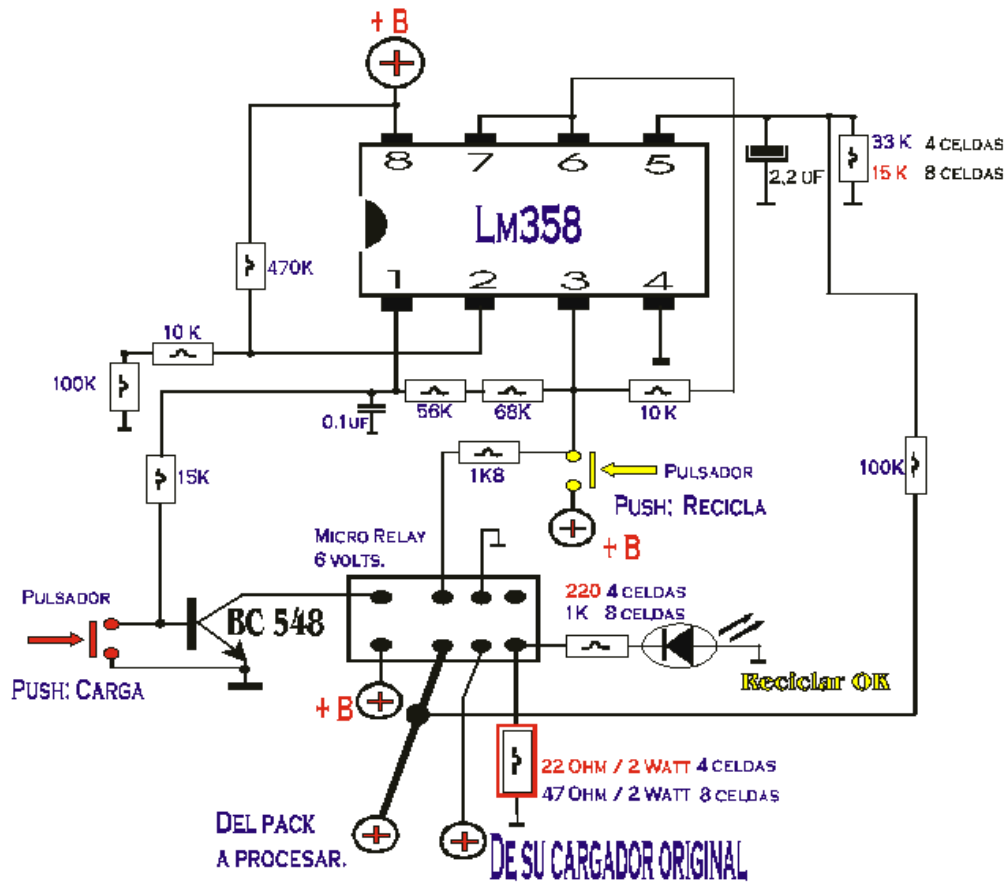 + B
8
7
6
5
LM358
1
2
3
4
33 K 4 CELDAS
15 K 8 CELDAS
2,2 UF
470K
10 K
100K
0.1UF
56K
68K
10 K
15K
1K8
PULSADOR
PUSH: RECICLA
+ B
100K
MICRO RELAY
6 VOLTS.
220 4 CELDAS
1K 8 CELDAS
PULSADOR
BC 548
PUSH: CARGA
Reciclar OK
+ B
22 OHM / 2 WATT 4 CELDAS
47 OHM / 2 WATT 8 CELDAS
DEL PACK
A PROCESAR.
DE SU CARGADOR ORIGINAL